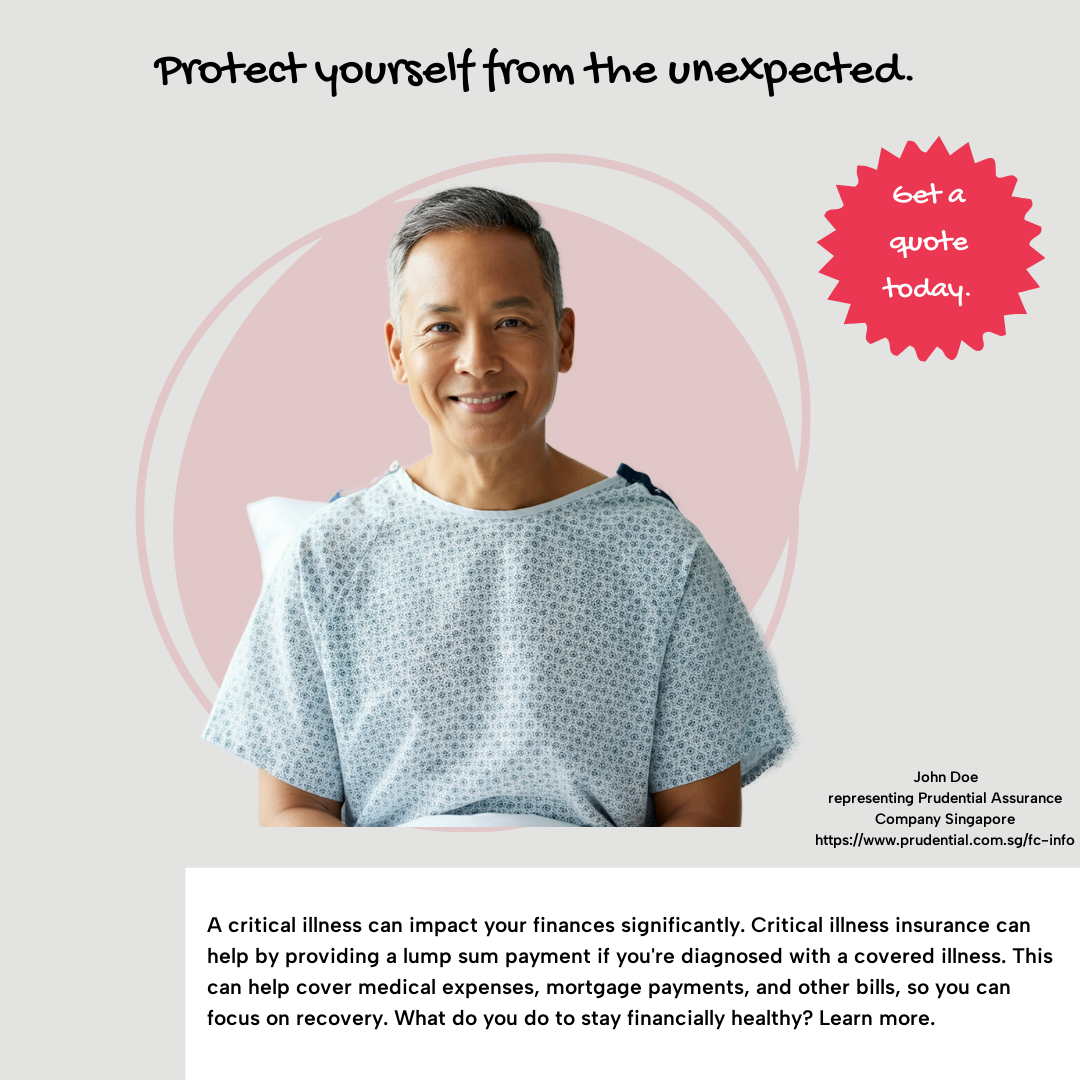 Protect yourself from the unexpected.
Get a
quote
today.
John Doe
representing Prudential Assurance
Company Singapore
https://www.prudential.com.sg/fc-info
A critical illness can impact your finances significantly. Critical illness insurance can
help by providing a lump sum payment if you're diagnosed with a covered illness. This
can help cover medical expenses, mortgage payments, and other bills, so you can
focus on recovery. What do you do to stay financially healthy? Learn more.